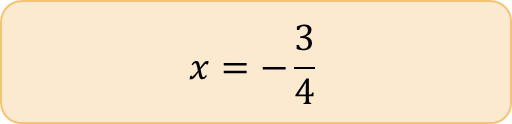 x = −3/4